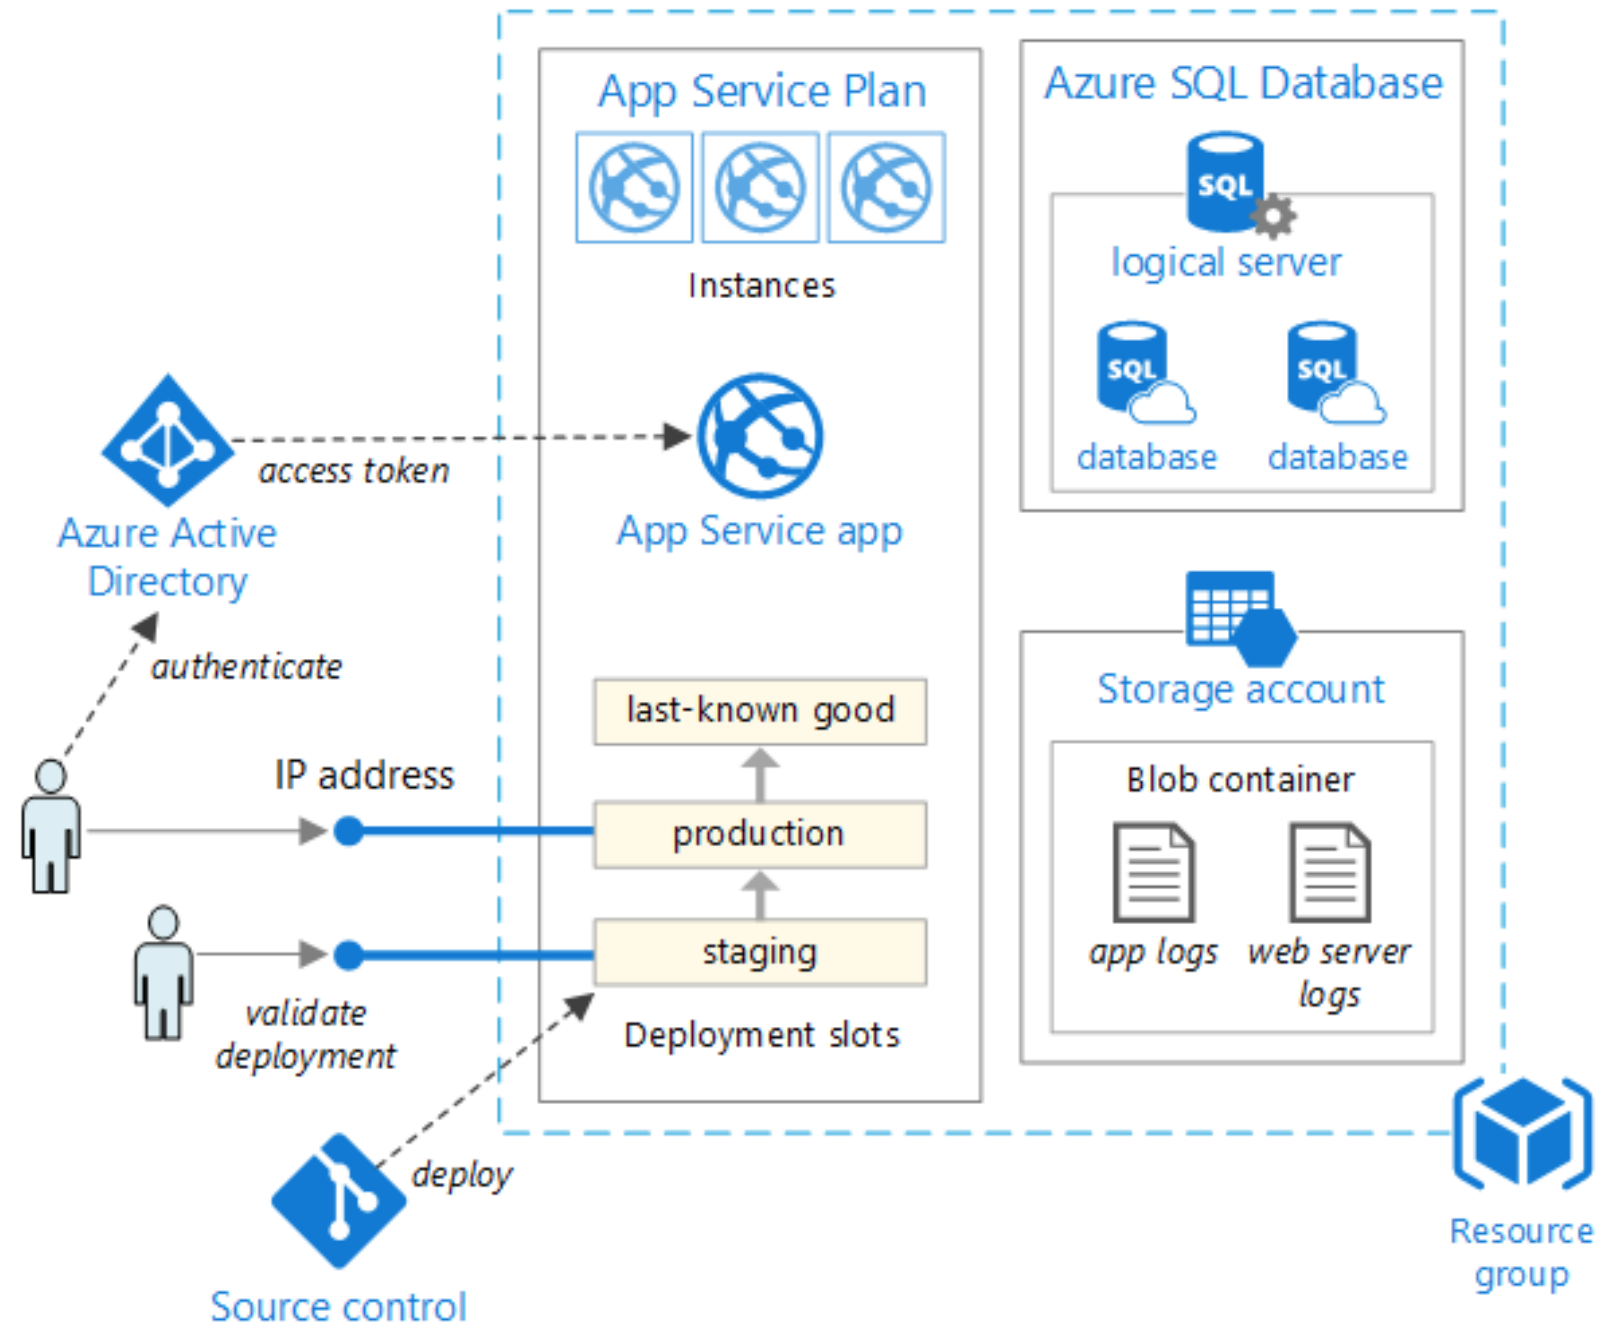 App Service Plan
Instances
App Service app
last-known good
production
staging
Deployment slots
Azure SQL Database
SQL
logical server
SQL
SQL
database
database
Storage account
Blob container
app logs
web server
logs
Resource
group
access token
Azure Active
Directory
authenticate
IP address
validate
deployment
deploy
Source control